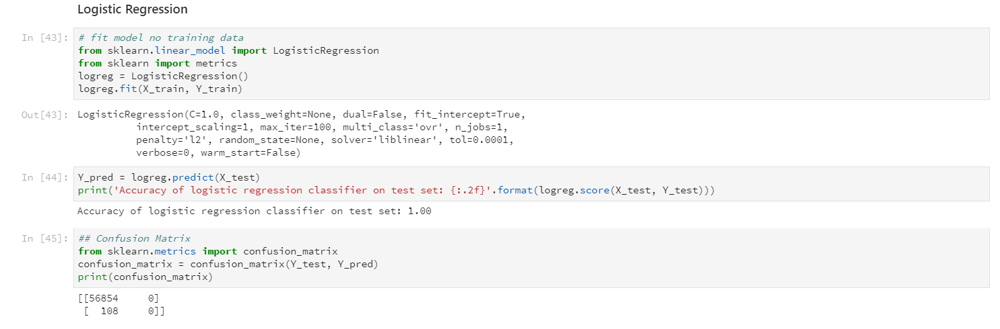 Logistic Regression
In [43]: # fit model no training data
from sklearn.linear_model import LogisticRegression
from sklearn import metrics
logreg = LogisticRegression()
logreg.fit(X_train, Y_train)
Out[43]: LogisticRegression(C=1.0, class_weight=None, dual=False, fit_intercept=True,
intercept_scaling=1, max_iter=100, multi_class='ovr', n_jobs=1,
penalty='l2', random_state=None, solver='liblinear', tol=0.0001,
verbose=0, warm_start=False)
In [44]: Y_pred = logreg.predict(X_test)
print('Accuracy of logistic regression classifier on test set: {:.2f}'.format(logreg.score(X_test, Y_test)))
Accuracy of logistic regression classifier on test set: 1.00
In [45]: ## Confusion Matrix
from sklearn.metrics import confusion_matrix
confusion_matrix = confusion_matrix(Y_test, Y_pred)
print(confusion_matrix)
[[56854     0]
 [  108     0]]